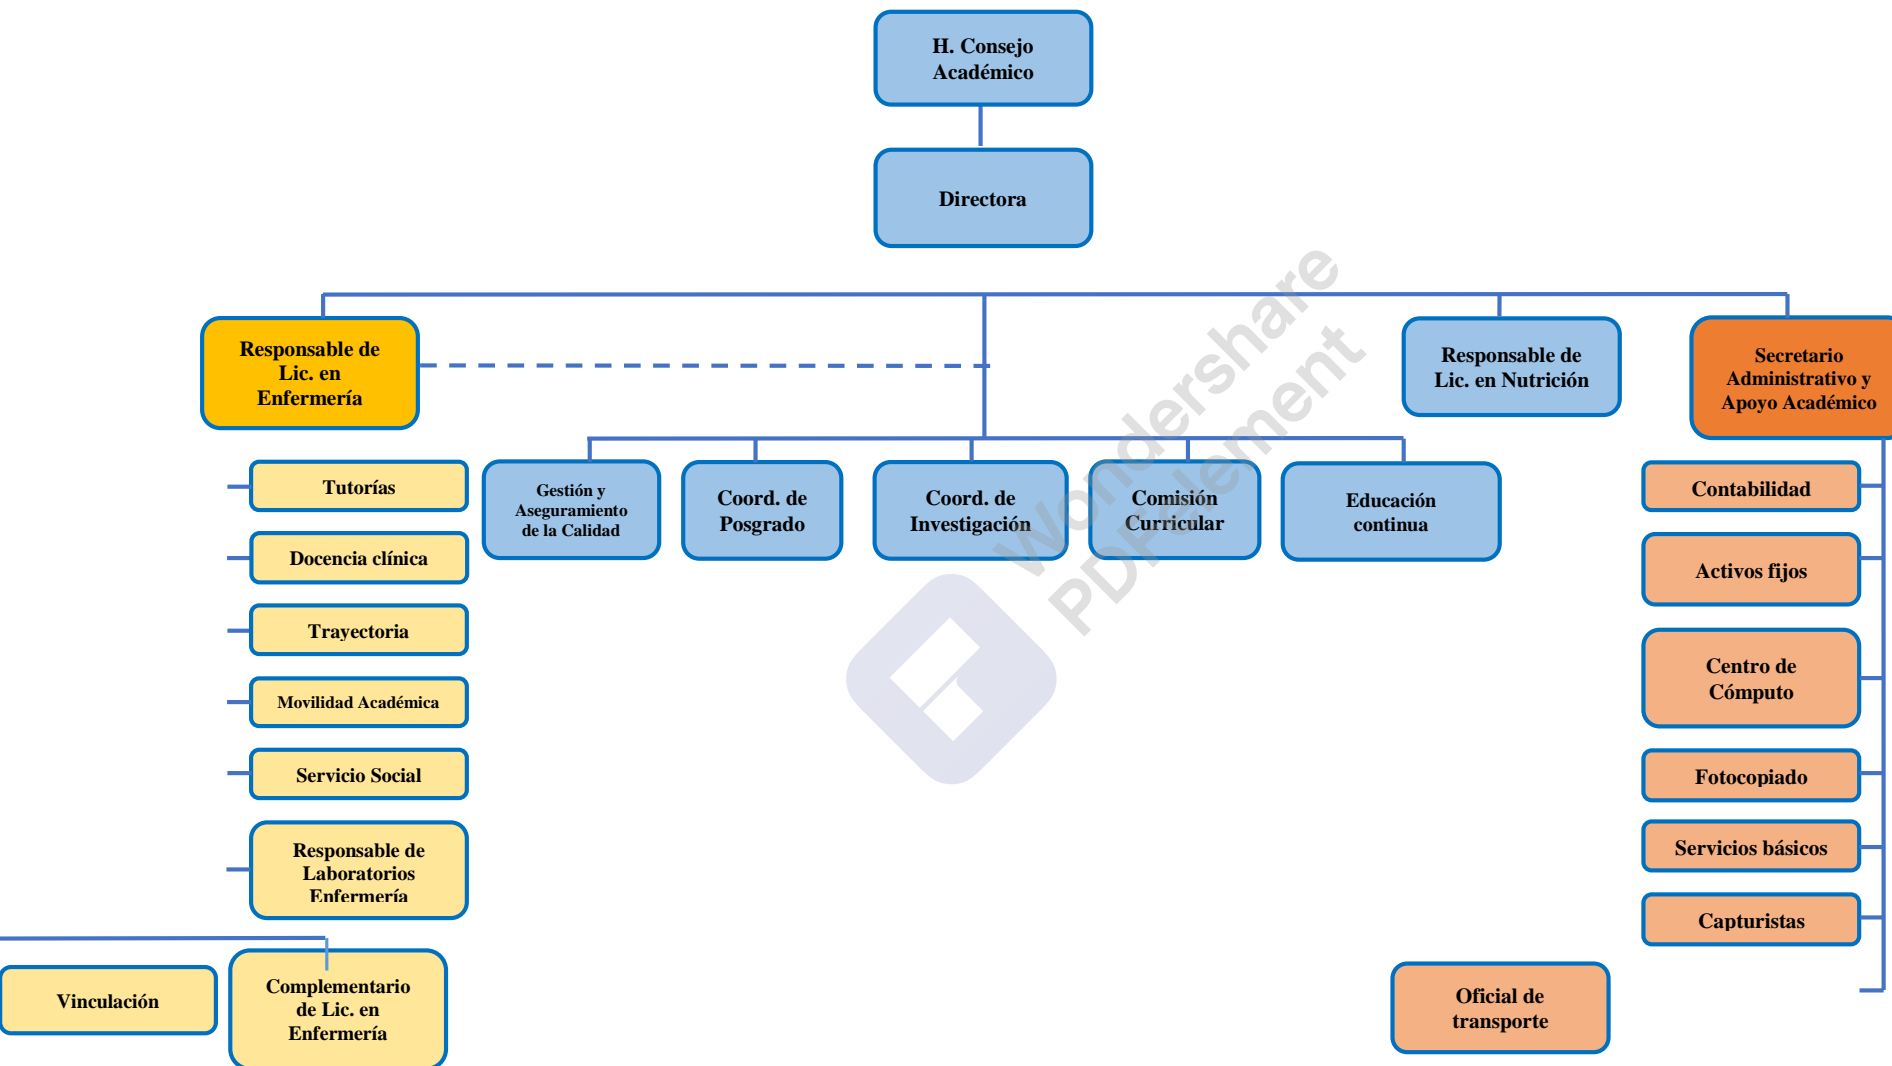 H. Consejo
Académico
Directora
Responsable de
Lic. en
Enfermería
Responsable de
Lic. en Nutrición
Secretario
Administrativo y
Apoyo Académico
Tutorías
Docencia clínica
Trayectoria
Movilidad Académica
Servicio Social
Responsable de
Laboratorios
Enfermería
Vinculación
Complementario
de Lic. en
Enfermería
Gestión y
Aseguramiento
de la Calidad
Coord. de
Posgrado
Coord. de
Investigación
Comisión
Curricular
Educación
continua
Contabilidad
Activos fijos
Centro de
Cómputo
Fotocopiado
Servicios básicos
Capturistas
Oficial de
transporte
Wondershare
PDFelement